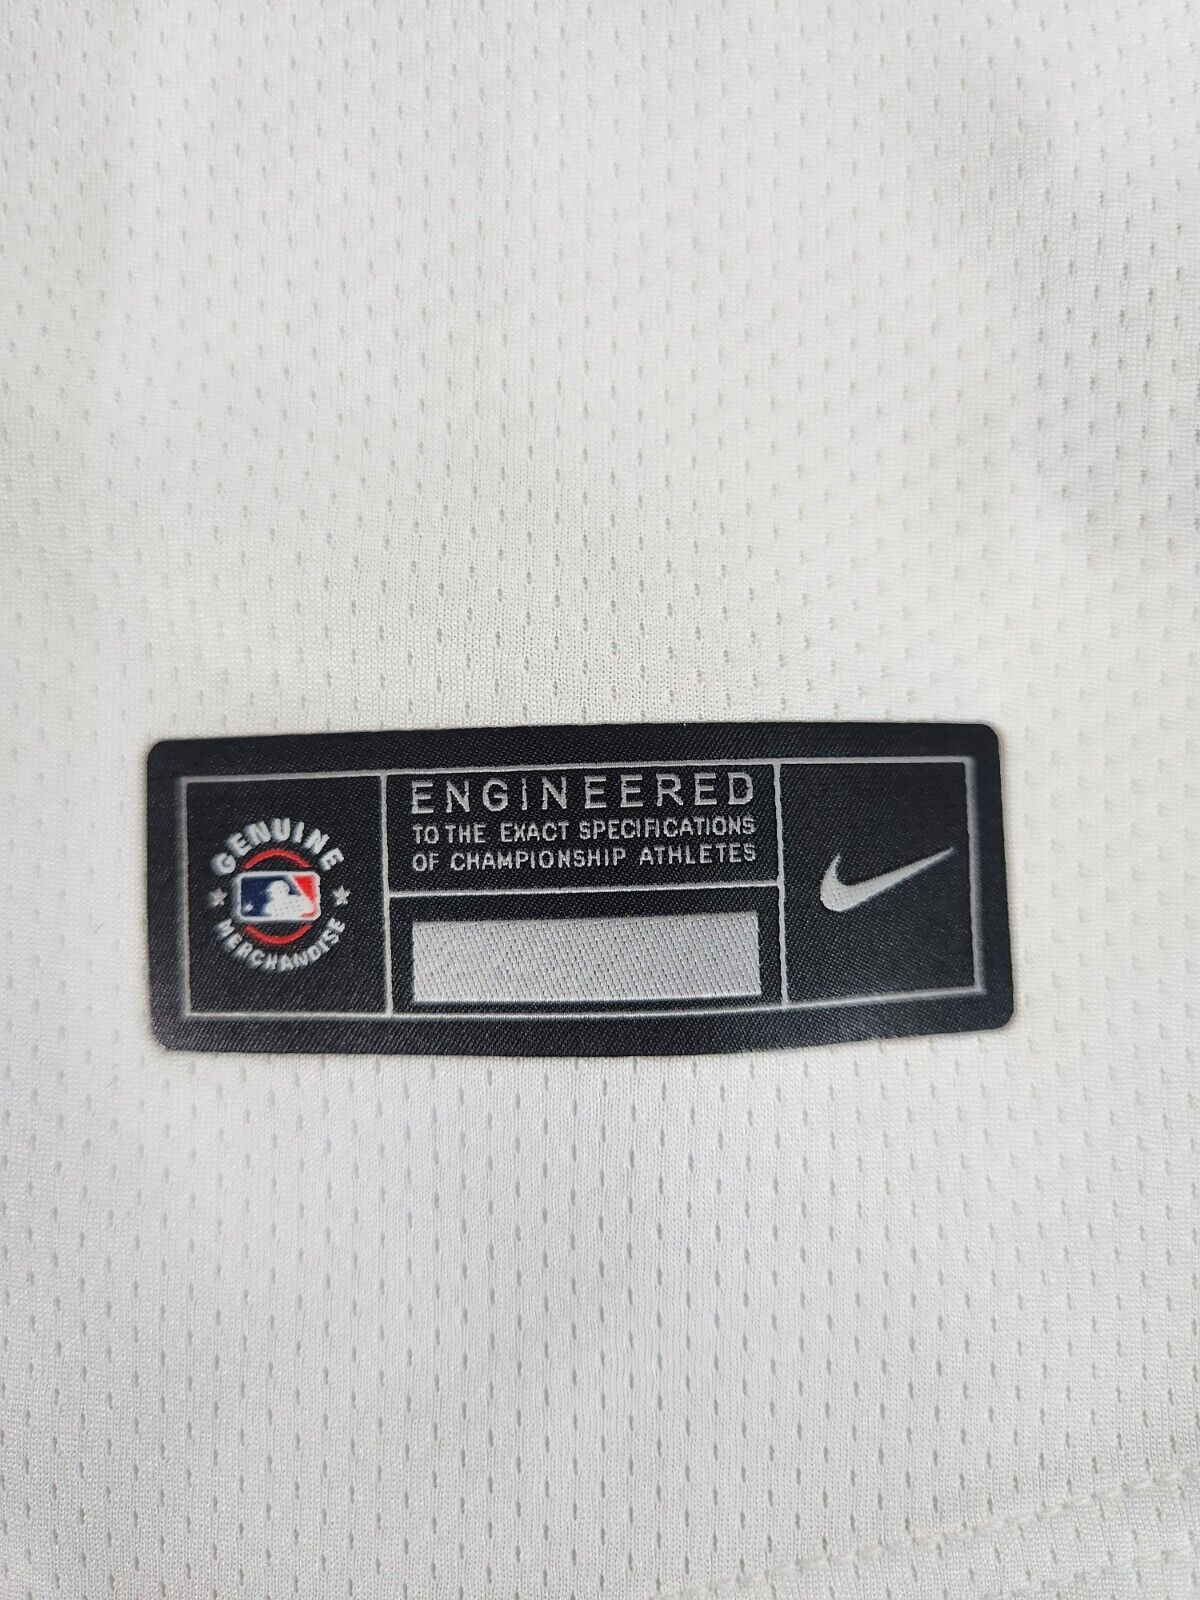 GENUINE
MERCHANDISE
ENGINEERED
TO THE EXACT SPECIFICATIONS
OF CHAMPIONSHIP ATHLETES